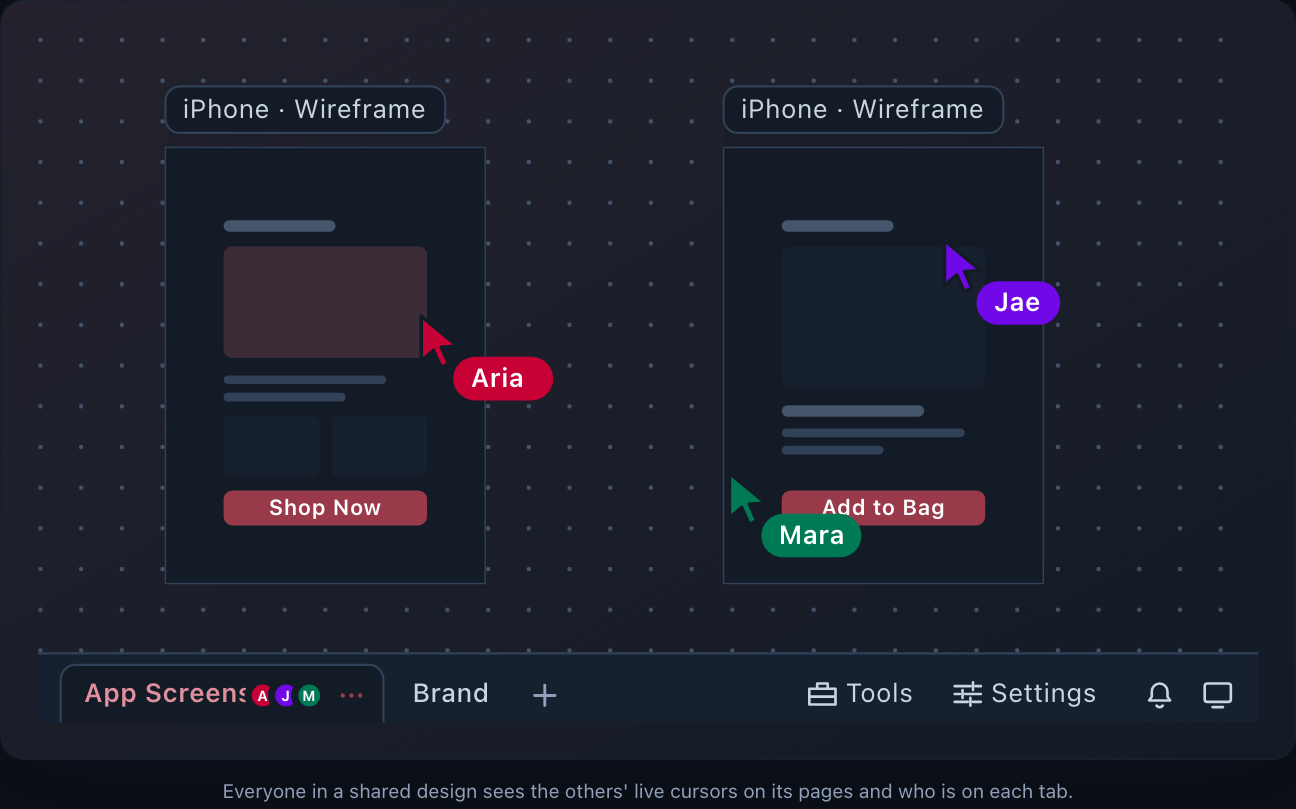 iPhone · Wireframe
iPhone · Wireframe
Jae
Aria
Shop Now
Add to Bag
Mara
App Screens A J M ... Brand + Tools Settings
Everyone in a shared design sees the others' live cursors on its pages and who is on each tab.